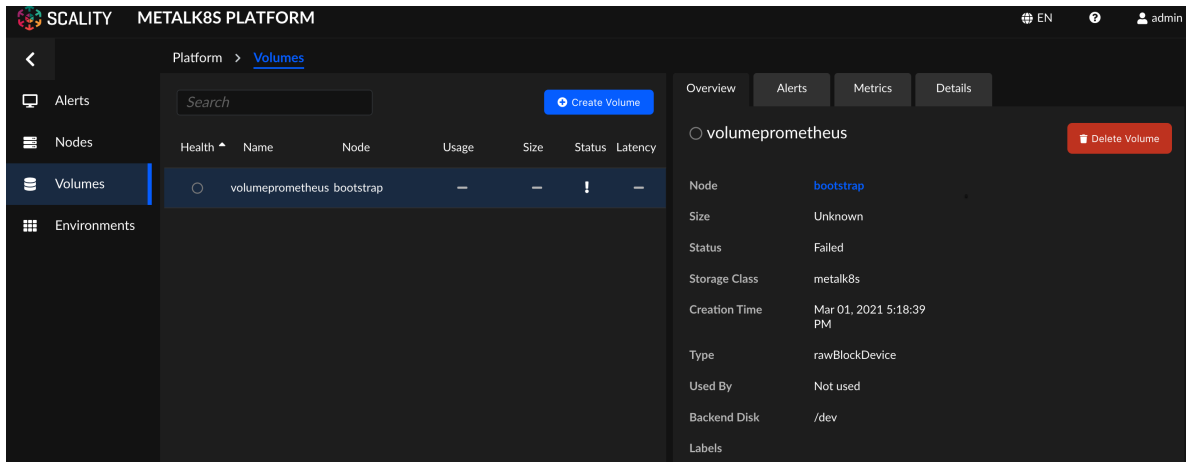 SCALITY METALK8S PLATFORM EN ? admin
Platform > Volumes
Alerts
Nodes
Volumes
Environments
Search
Create Volume
Health Name Node Usage Size Status Latency
volumeprometheus bootstrap – – ! –
Overview Alerts Metrics Details
volumeprometheus
Delete Volume
Node bootstrap
Size Unknown
Status Failed
Storage Class metalk8s
Creation Time Mar 01, 2021 5:18:39
PM
Type rawBlockDevice
Used By Not used
Backend Disk /dev
Labels